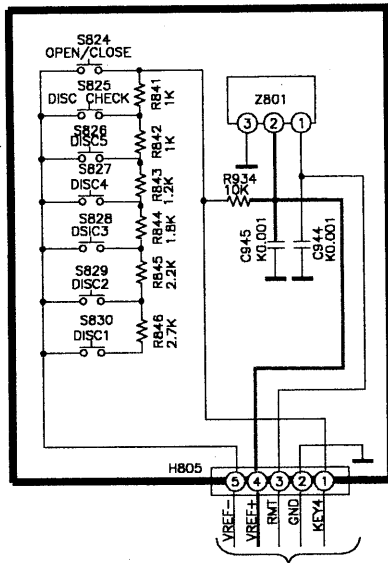 S824
OPEN/CLOSE
S825
DISC CHECK
S826
DISC5
S827
DISC4
S828
DSIC3
S829
DISC2
S830
DISC1
R841
1K
R842
1K
R843
1.2K
R844
1.8K
R845
2.2K
R846
2.7K
Z801
3 2 1
R934
10K
C945
K0.001
C944
K0.001
H805
5 4 3 2 1
VREF-
VREF+
RMT
GND
KEY4